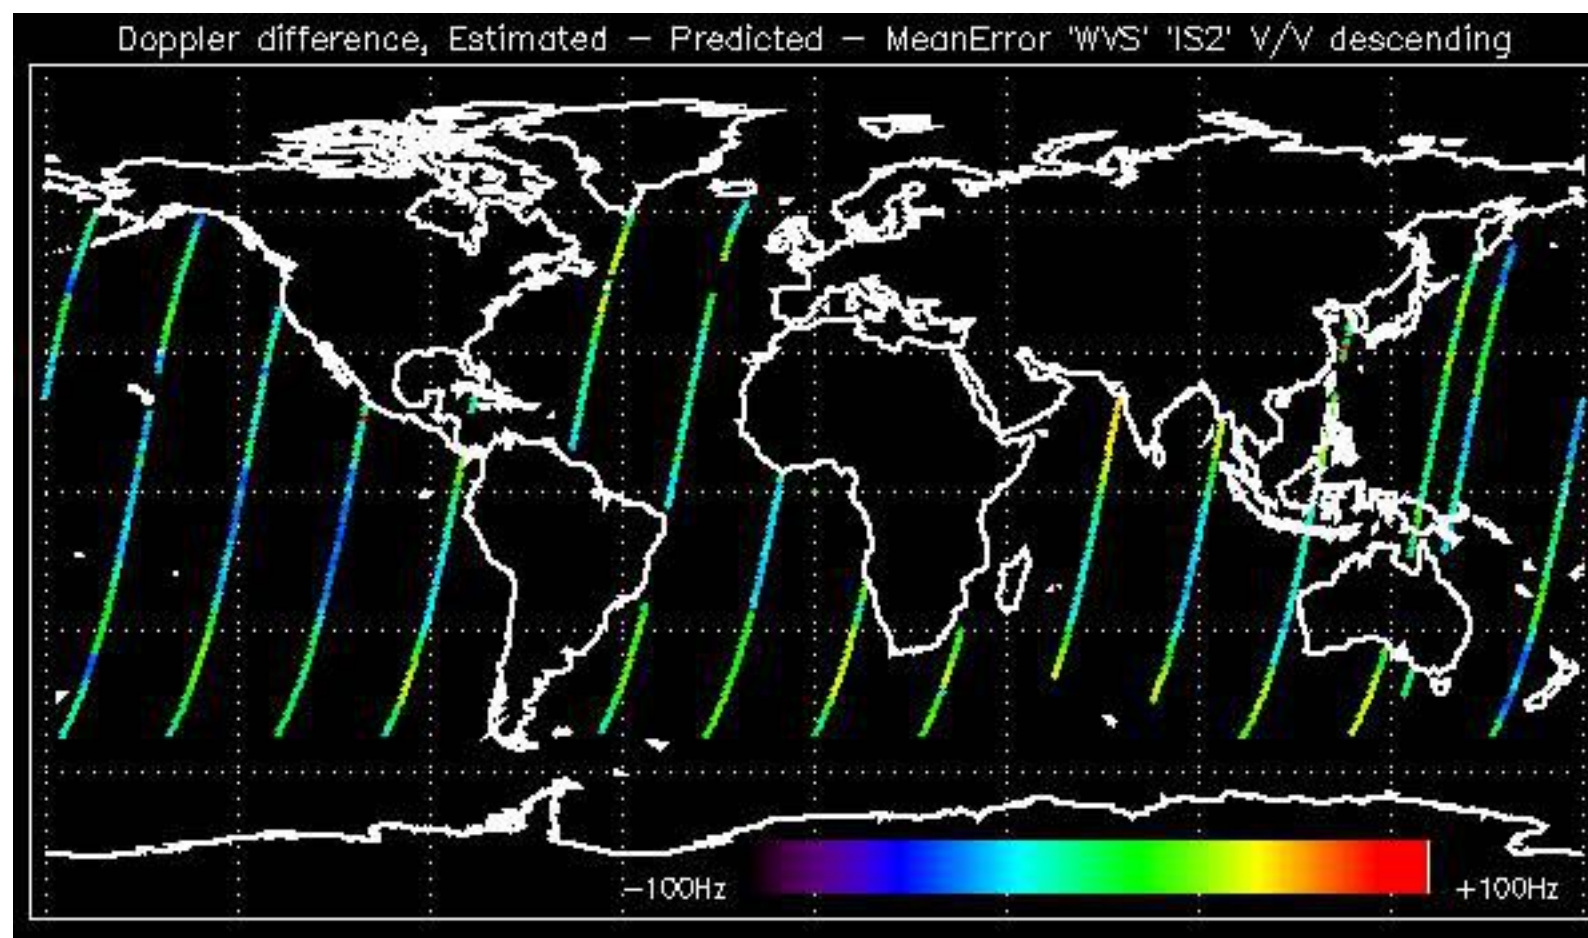 Doppler difference, Estimated - Predicted - MeanError 'WVS' 'IS2' V/V descending
-100Hz +100Hz